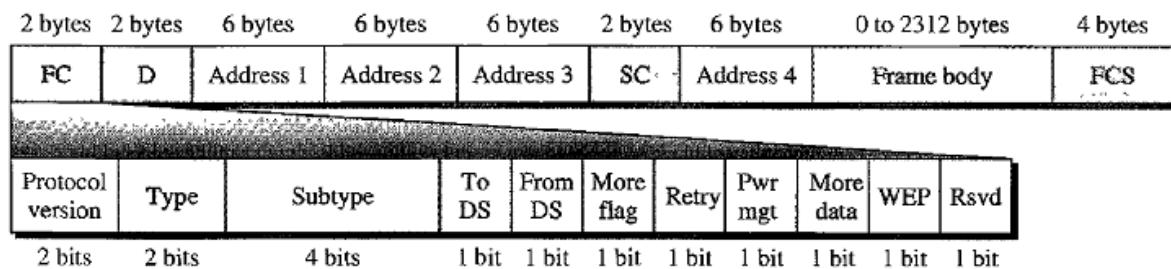 2 bytes 2 bytes 6 bytes 6 bytes 6 bytes 2 bytes 6 bytes 0 to 2312 bytes 4 bytes
FC D Address 1 Address 2 Address 3 SC Address 4 Frame body FCS
Protocol version Type Subtype To DS From DS More flag Retry Pwr mgt More data WEP Rsvd
2 bits 2 bits 4 bits 1 bit 1 bit 1 bit 1 bit 1 bit 1 bit 1 bit 1 bit